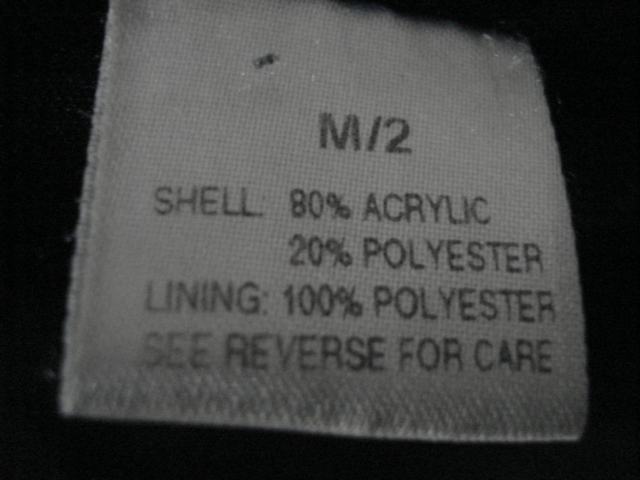 M/2
SHELL: 80% ACRYLIC
20% POLYESTER
LINING: 100% POLYESTER
SEE REVERSE FOR CARE